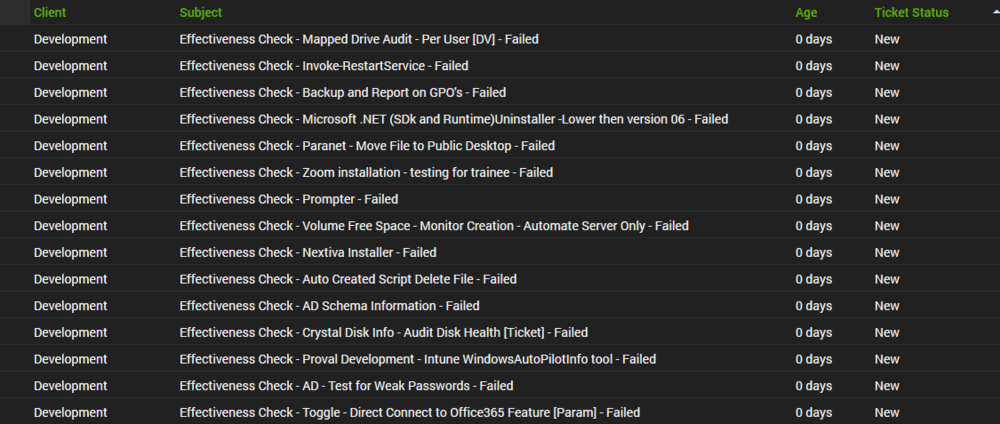 Client Subject Age Ticket Status
Development Effectiveness Check - Mapped Drive Audit - Per User [DV] - Failed 0 days New
Development Effectiveness Check - Invoke-RestartService - Failed 0 days New
Development Effectiveness Check - Backup and Report on GPO's - Failed 0 days New
Development Effectiveness Check - Microsoft .NET (SDk and Runtime)Uninstaller -Lower then version 06 - Failed 0 days New
Development Effectiveness Check - Paranet - Move File to Public Desktop - Failed 0 days New
Development Effectiveness Check - Zoom installation - testing for trainee - Failed 0 days New
Development Effectiveness Check - Prompter - Failed 0 days New
Development Effectiveness Check - Volume Free Space - Monitor Creation - Automate Server Only - Failed 0 days New
Development Effectiveness Check - Nextiva Installer - Failed 0 days New
Development Effectiveness Check - Auto Created Script Delete File - Failed 0 days New
Development Effectiveness Check - AD Schema Information - Failed 0 days New
Development Effectiveness Check - Crystal Disk Info - Audit Disk Health [Ticket] - Failed 0 days New
Development Effectiveness Check - Proval Development - Intune WindowsAutoPilotInfo tool - Failed 0 days New
Development Effectiveness Check - AD - Test for Weak Passwords - Failed 0 days New
Development Effectiveness Check - Toggle - Direct Connect to Office365 Feature [Param] - Failed 0 days New